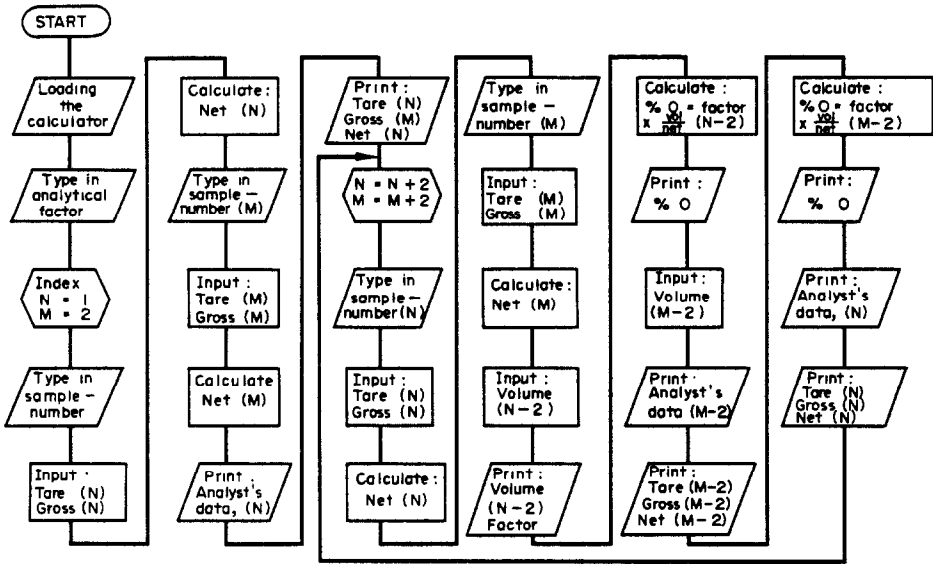 START
Loading
the
calculator
Type in
analytical
factor
Index
N = 1
M = 2
Type in
sample-
number
Input :
Tare (N)
Gross (N)
Calculate :
Net (N)
Type in
sample-
number (M)
Input :
Tare (M)
Gross (M)
Calculate
Net (M)
Print :
Analyst's
data, (N)
Print :
Tare (N)
Gross (M)
Net (N)
N = N + 2
M = M + 2
Type in
sample-
number (N)
Input :
Tare (N)
Gross (N)
Calculate :
Net (N)
Type in
sample-
number (M)
Input :
Tare (M)
Gross (M)
Calculate :
Net (M)
Input :
Volume
(N-2)
Print :
Volume
(N-2)
Factor
Calculate :
% O = factor
x vol/net (N-2)
Print :
% O
Input :
Volume
(M-2)
Print :
Analyst's
data (M-2)
Print :
Tare (M-2)
Gross (M-2)
Net (M-2)
Calculate :
% O = factor
x vol/net (M-2)
Print :
% O
Print :
Analyst's
data, (N)
Print :
Tare (N)
Gross (N)
Net (N)